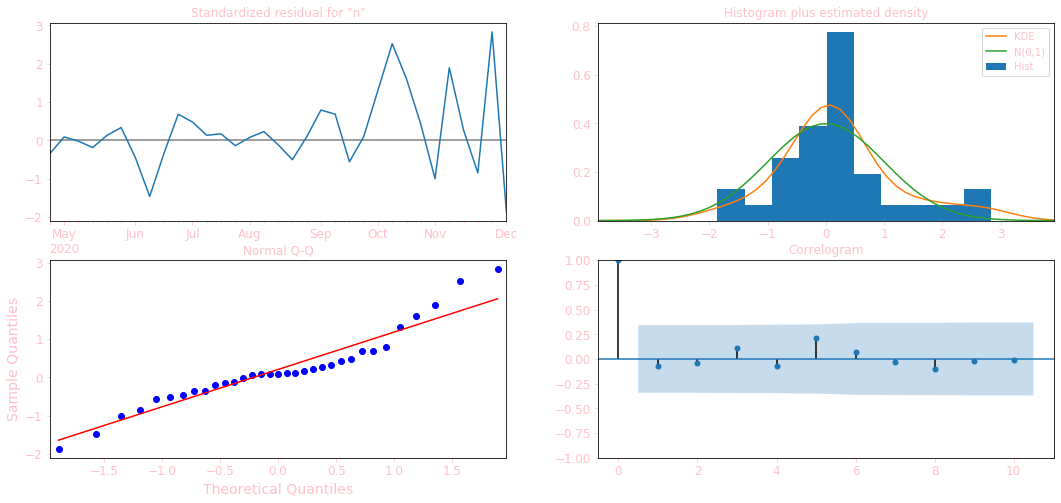 Standardized residual for "n"
3
2
1
0
−1
−2
May
2020
Jun
Jul
Aug
Sep
Oct
Nov
Dec
Histogram plus estimated density
0.8
0.6
0.4
0.2
0.0
−3
−2
−1
0
1
2
3
KDE
N(0,1)
Hist
Normal Q-Q
Sample Quantiles
3
2
1
0
−1
−2
−1.5
−1.0
−0.5
0.0
0.5
1.0
1.5
Theoretical Quantiles
Correlogram
1.00
0.75
0.50
0.25
0.00
−0.25
−0.50
−0.75
−1.00
0
2
4
6
8
10